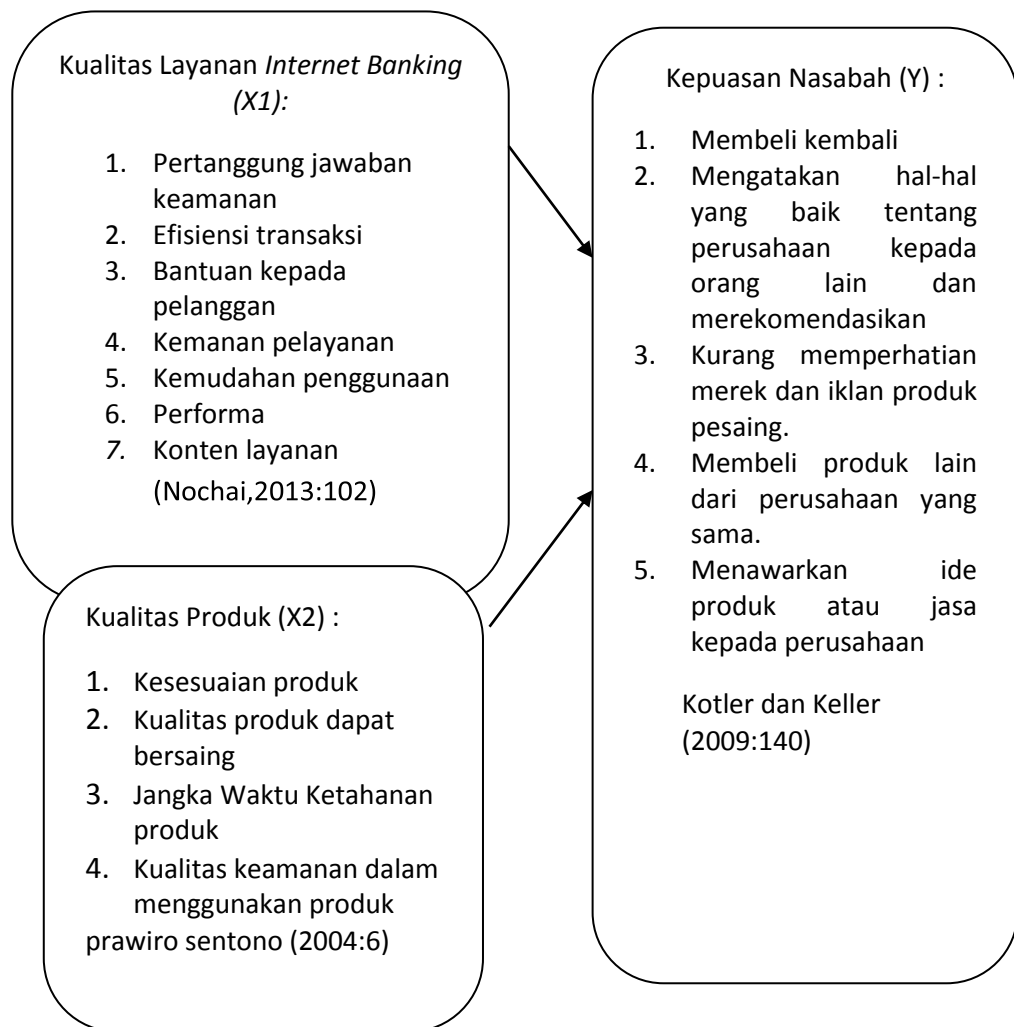 Kualitas Layanan Internet Banking
(X1):
1. Pertanggung jawaban
keamanan
2. Efisiensi transaksi
3. Bantuan kepada
pelanggan
4. Kemanan pelayanan
5. Kemudahan penggunaan
6. Performa
7. Konten layanan
(Nochai,2013:102)
Kualitas Produk (X2) :
1. Kesesuaian produk
2. Kualitas produk dapat
bersaing
3. Jangka Waktu Ketahanan
produk
4. Kualitas keamanan dalam
menggunakan produk
prawiro sentono (2004:6)
Kepuasan Nasabah (Y) :
1. Membeli kembali
2. Mengatakan hal-hal
yang baik tentang
perusahaan kepada
orang lain dan
merekomendasikan
3. Kurang memperhatian
merek dan iklan produk
pesaing.
4. Membeli produk lain
dari perusahaan yang
sama.
5. Menawarkan ide
produk atau jasa
kepada perusahaan
Kotler dan Keller
(2009:140)